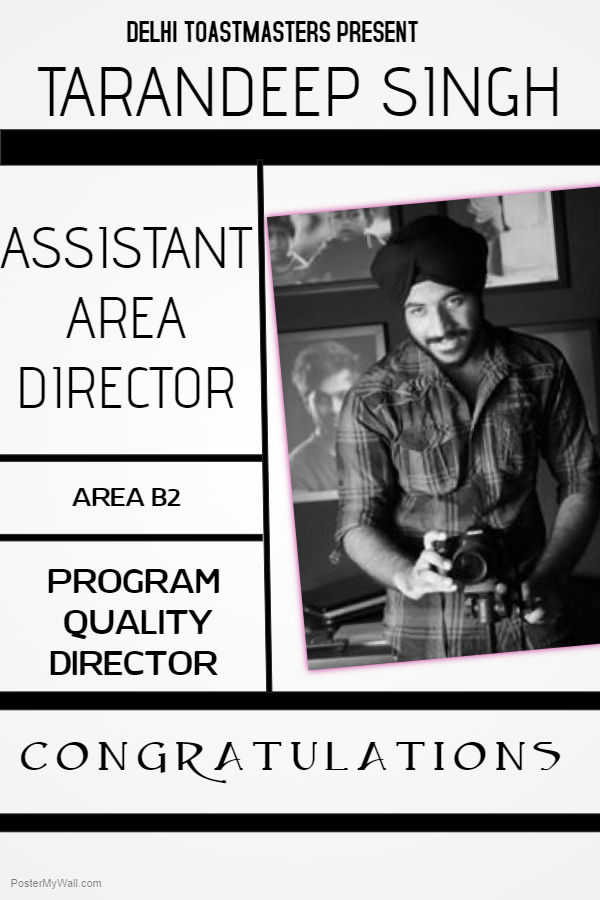 DELHI TOASTMASTERS PRESENT
TARANDEEP SINGH
ASSISTANT
AREA
DIRECTOR
AREA B2
PROGRAM
QUALITY
DIRECTOR
CONGRATULATIONS
PosterMyWall.com